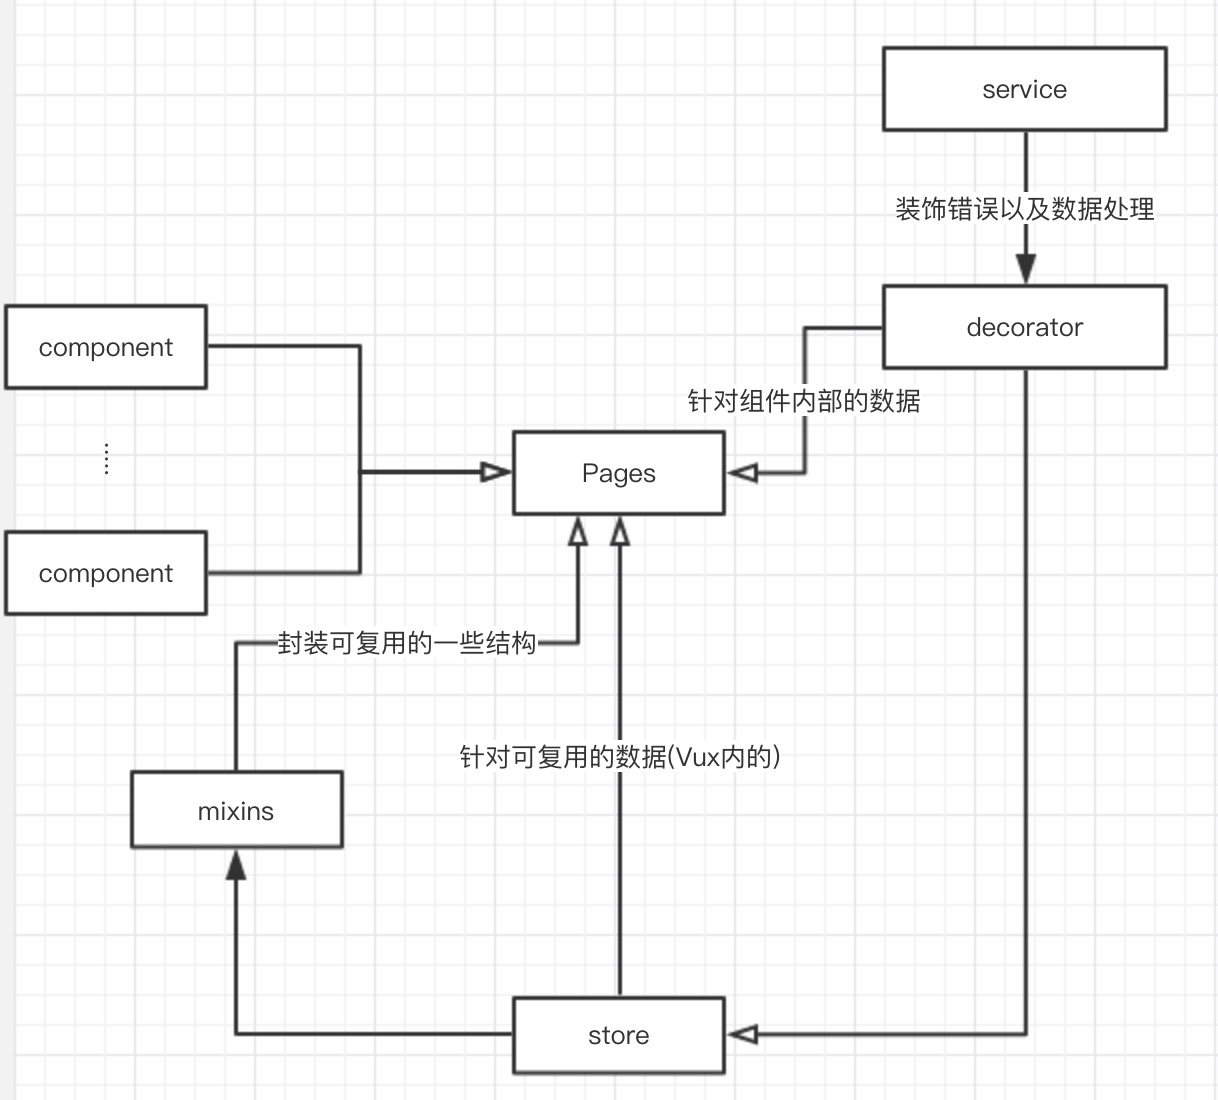 service
装饰错误以及数据处理
decorator
component
针对组件内部的数据
Pages
component
封装可复用的一些结构
针对可复用的数据(Vux内的)
mixins
store